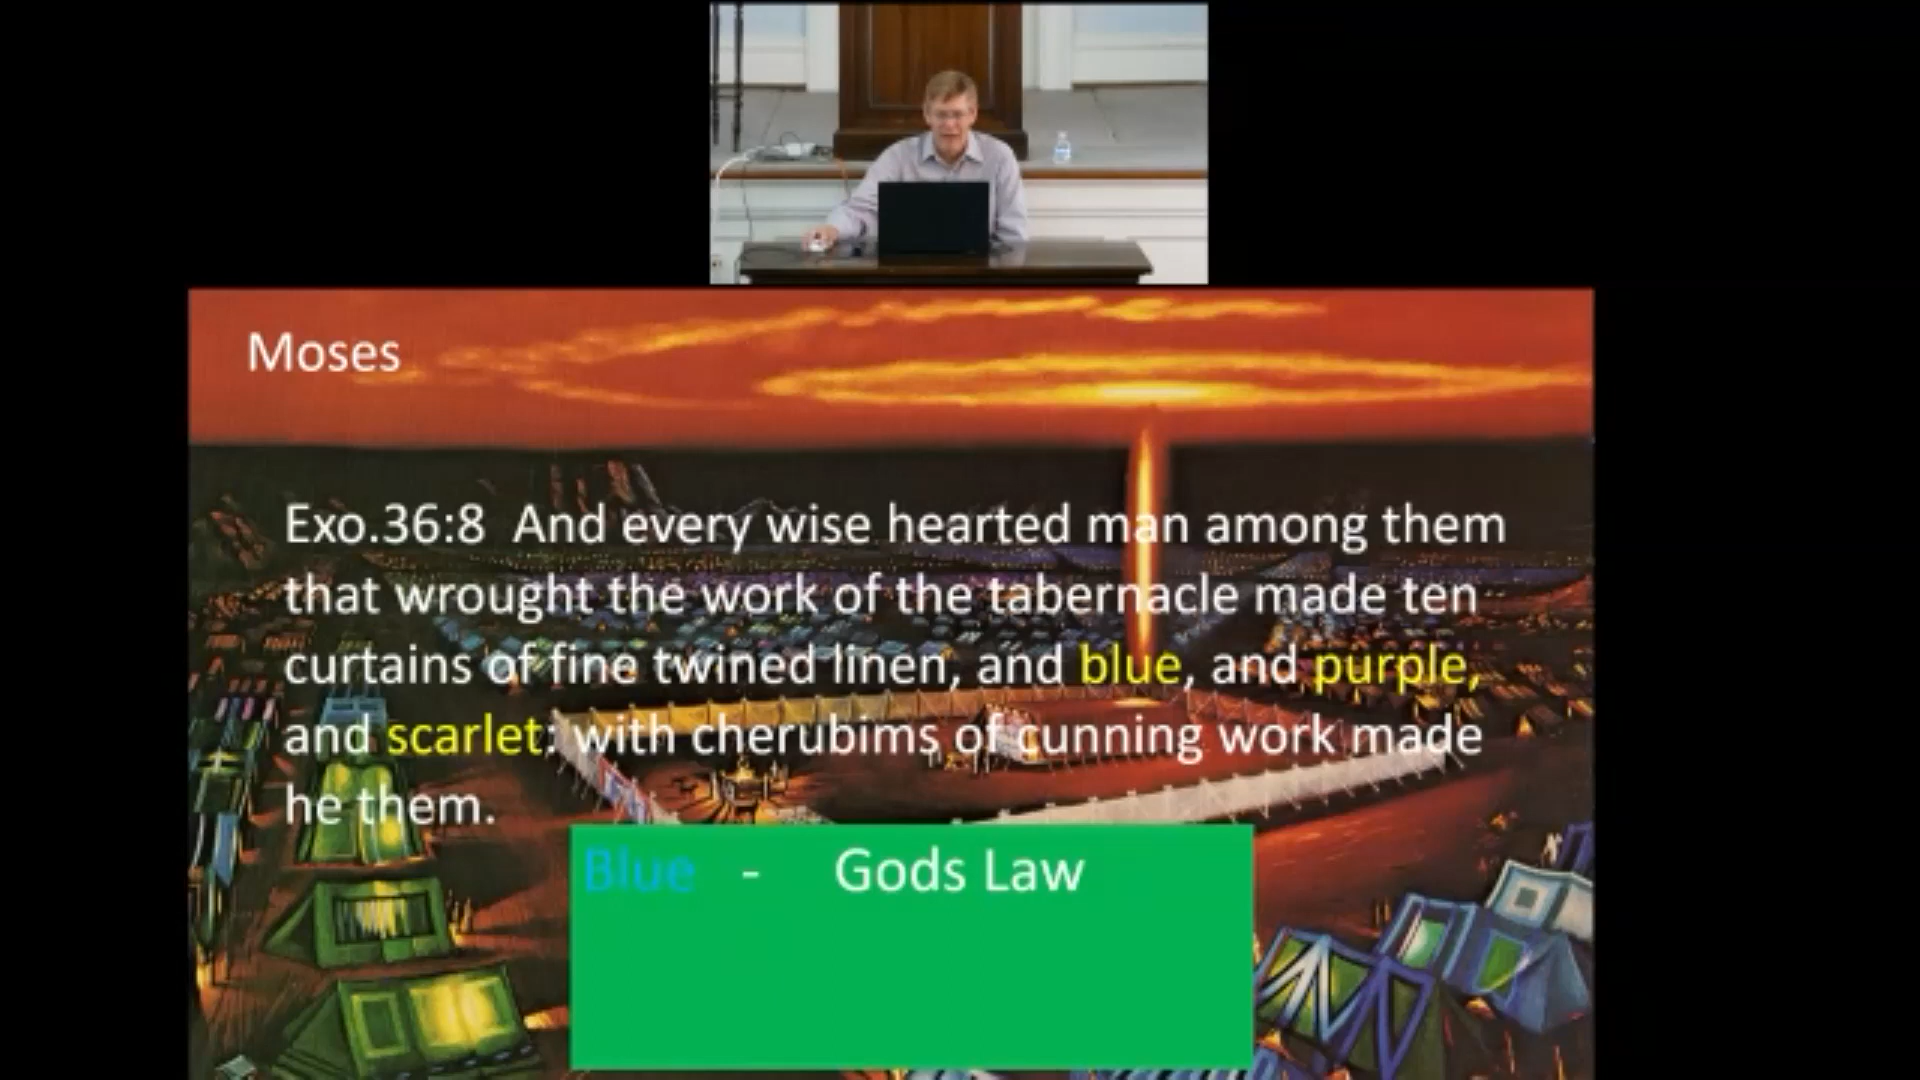 Moses
Exo.36:8 And every wise hearted man among them
that wrought the work of the tabernacle made ten
curtains of fine twined linen, and blue, and purple,
and scarlet: with cherubims of cunning work made
he them.
Blue - Gods Law